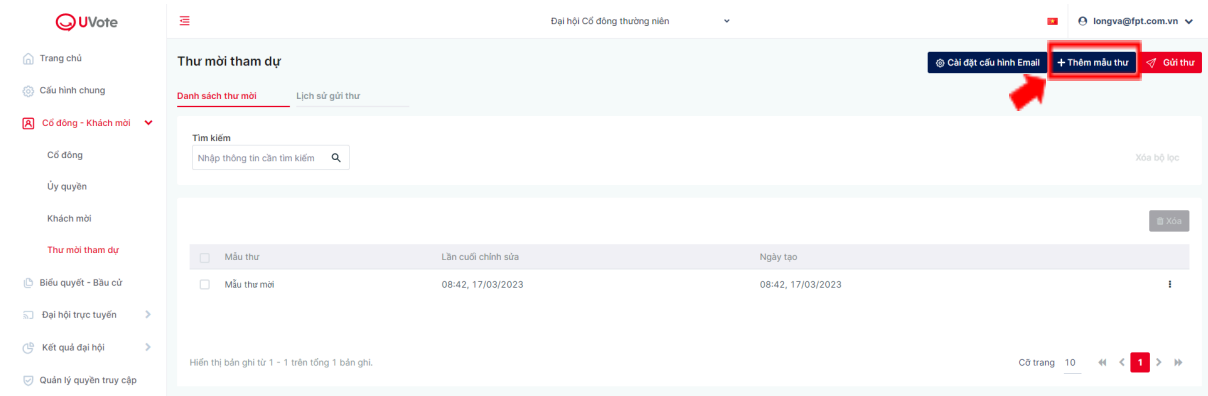 UVote
Đại hội Cổ đông thường niên
longva@fpt.com.vn
Trang chủ
Cấu hình chung
Cổ đông - Khách mời
Cổ đông
Ủy quyền
Khách mời
Thư mời tham dự
Biểu quyết - Bầu cử
Đại hội trực tuyến
Kết quả đại hội
Quản lý quyền truy cập
Thư mời tham dự
Cài đặt cấu hình Email
+ Thêm mẫu thư
Gửi thư
Danh sách thư mời
Lịch sử gửi thư
Tìm kiếm
Nhập thông tin cần tìm kiếm
Xóa bộ lọc
Xóa
Mẫu thư Lần cuối chỉnh sửa Ngày tạo
Mẫu thư mời 08:42, 17/03/2023 08:42, 17/03/2023
Hiển thị bản ghi từ 1 - 1 trên tổng 1 bản ghi.
Cỡ trang 10 1